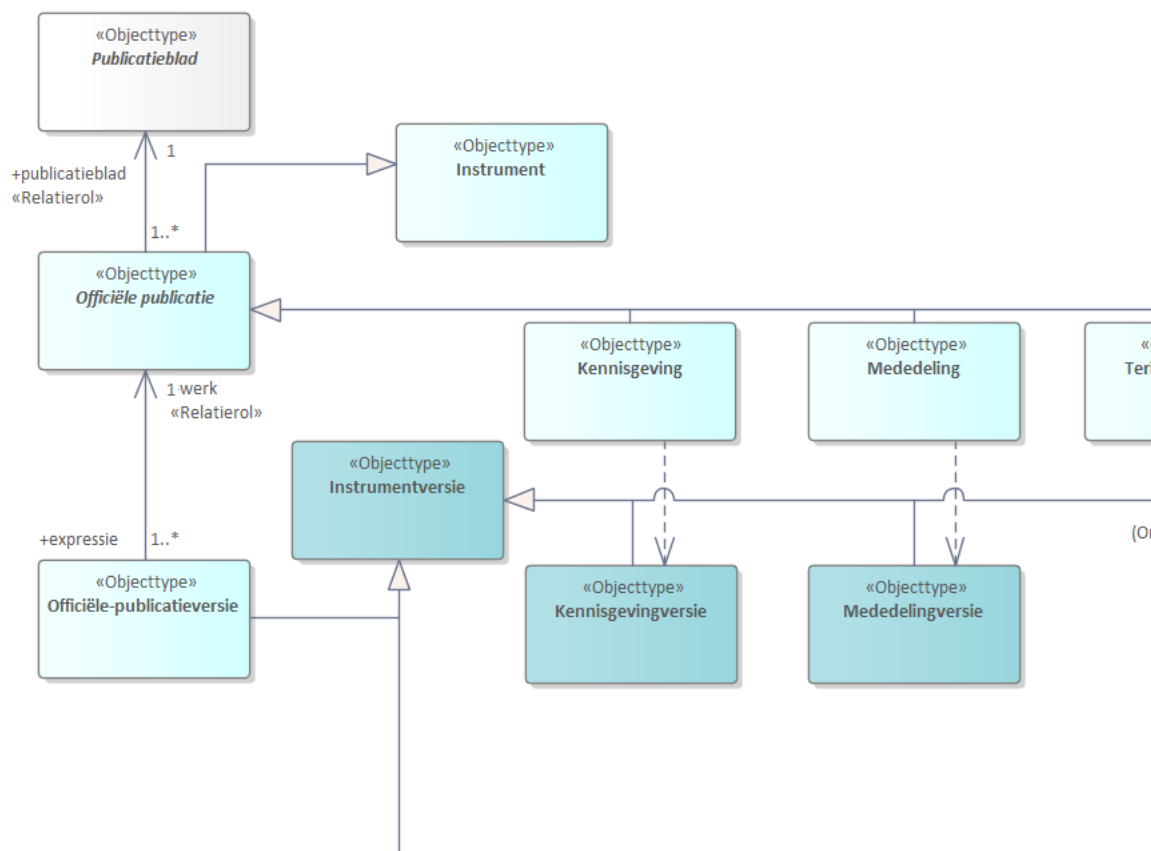 «Objecttype»
Publicatieblad
1
+publicatieblad
«Relatierol»
1..*
«Objecttype»
Instrument
«Objecttype»
Officiële publicatie
«Objecttype»
Kennisgeving
«Objecttype»
Mededeling
1
werk
«Relatierol»
«Objecttype»
Instrumentversie
+expressie
1..*
«Objecttype»
Officiële-publicatieversie
«Objecttype»
Kennisgevingversie
«Objecttype»
Mededelingversie